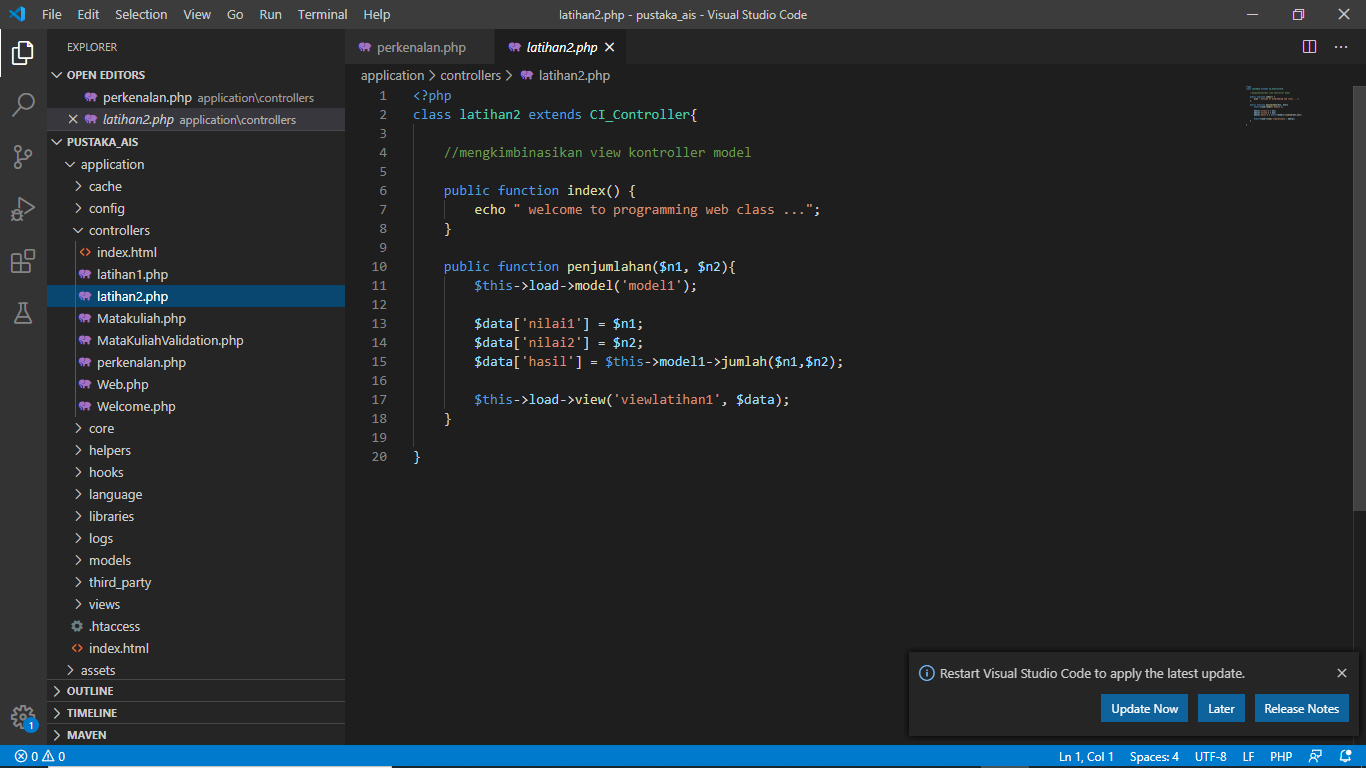 File Edit Selection View Go Run Terminal Help latihan2.php - pustaka_ais - Visual Studio Code
EXPLORER
OPEN EDITORS
perkenalan.php application\controllers
latihan2.php application\controllers
PUSTAKA_AIS
application
cache
config
controllers
index.html
latihan1.php
latihan2.php
Matakuliah.php
MataKuliahValidation.php
perkenalan.php
Web.php
Welcome.php
core
helpers
hooks
language
libraries
logs
models
third_party
views
.htaccess
index.html
assets
OUTLINE
TIMELINE
MAVEN
perkenalan.php latihan2.php
application > controllers > latihan2.php
1 <?php
2 class latihan2 extends CI_Controller{
3
4 //mengkimbinasikan view kontroller model
5
6 public function index() {
7 echo " welcome to programming web class ...";
8 }
9
10 public function penjumlahan($n1, $n2){
11 $this->load->model('model1');
12
13 $data['nilai1'] = $n1;
14 $data['nilai2'] = $n2;
15 $data['hasil'] = $this->model1->jumlah($n1,$n2);
16
17 $this->load->view('viewlatihan1', $data);
18 }
19
20 }
Restart Visual Studio Code to apply the latest update.
Update Now Later Release Notes
1
0 0 Ln 1, Col 1 Spaces: 4 UTF-8 LF PHP